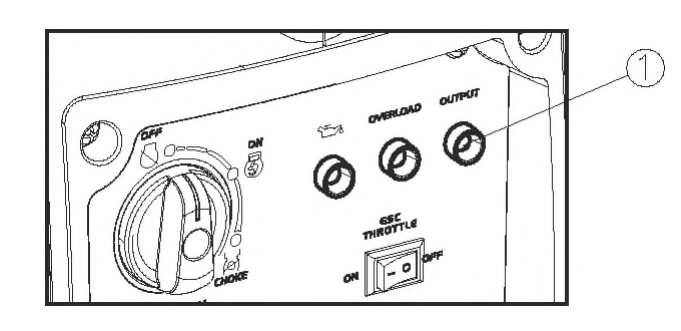 1
OFF
ON
OVERLOAD
OUTPUT
ESC
THROTTLE
ON
OFF
CHOKE